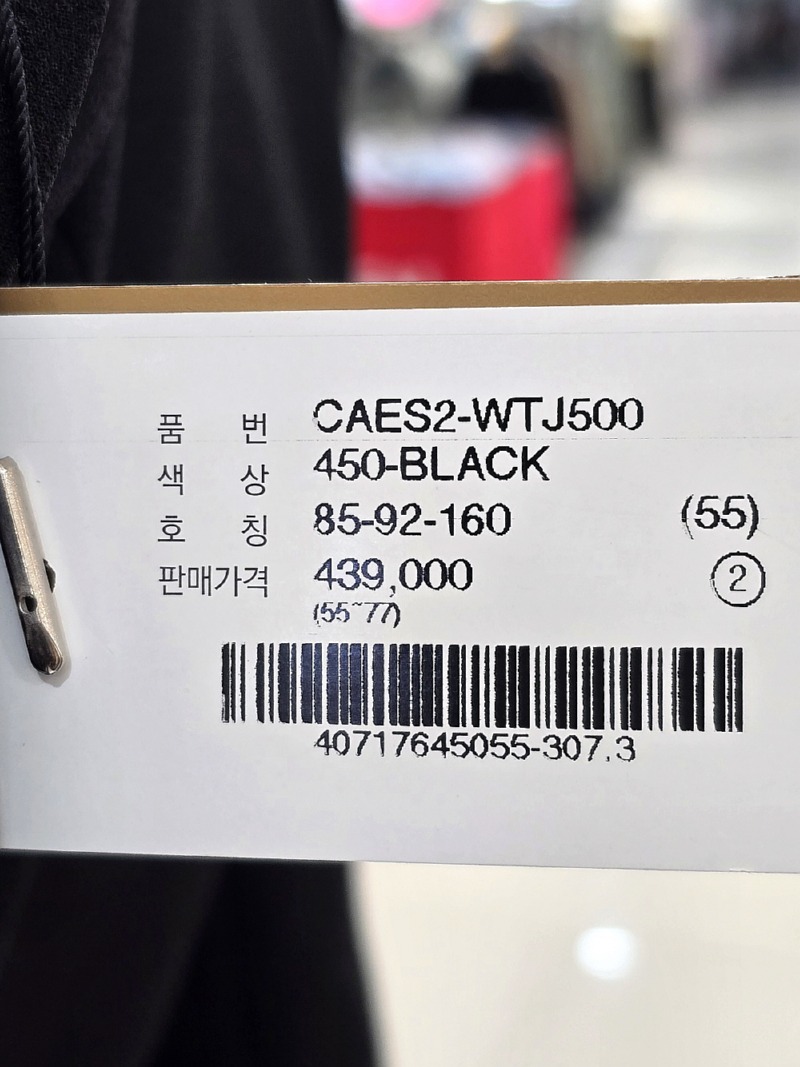 품 번 CAES2-WTJ500
색 상 450-BLACK
호 칭 85-92-160 (55)
판매가격 439,000 ②
(55~77)
40717645055-307.3